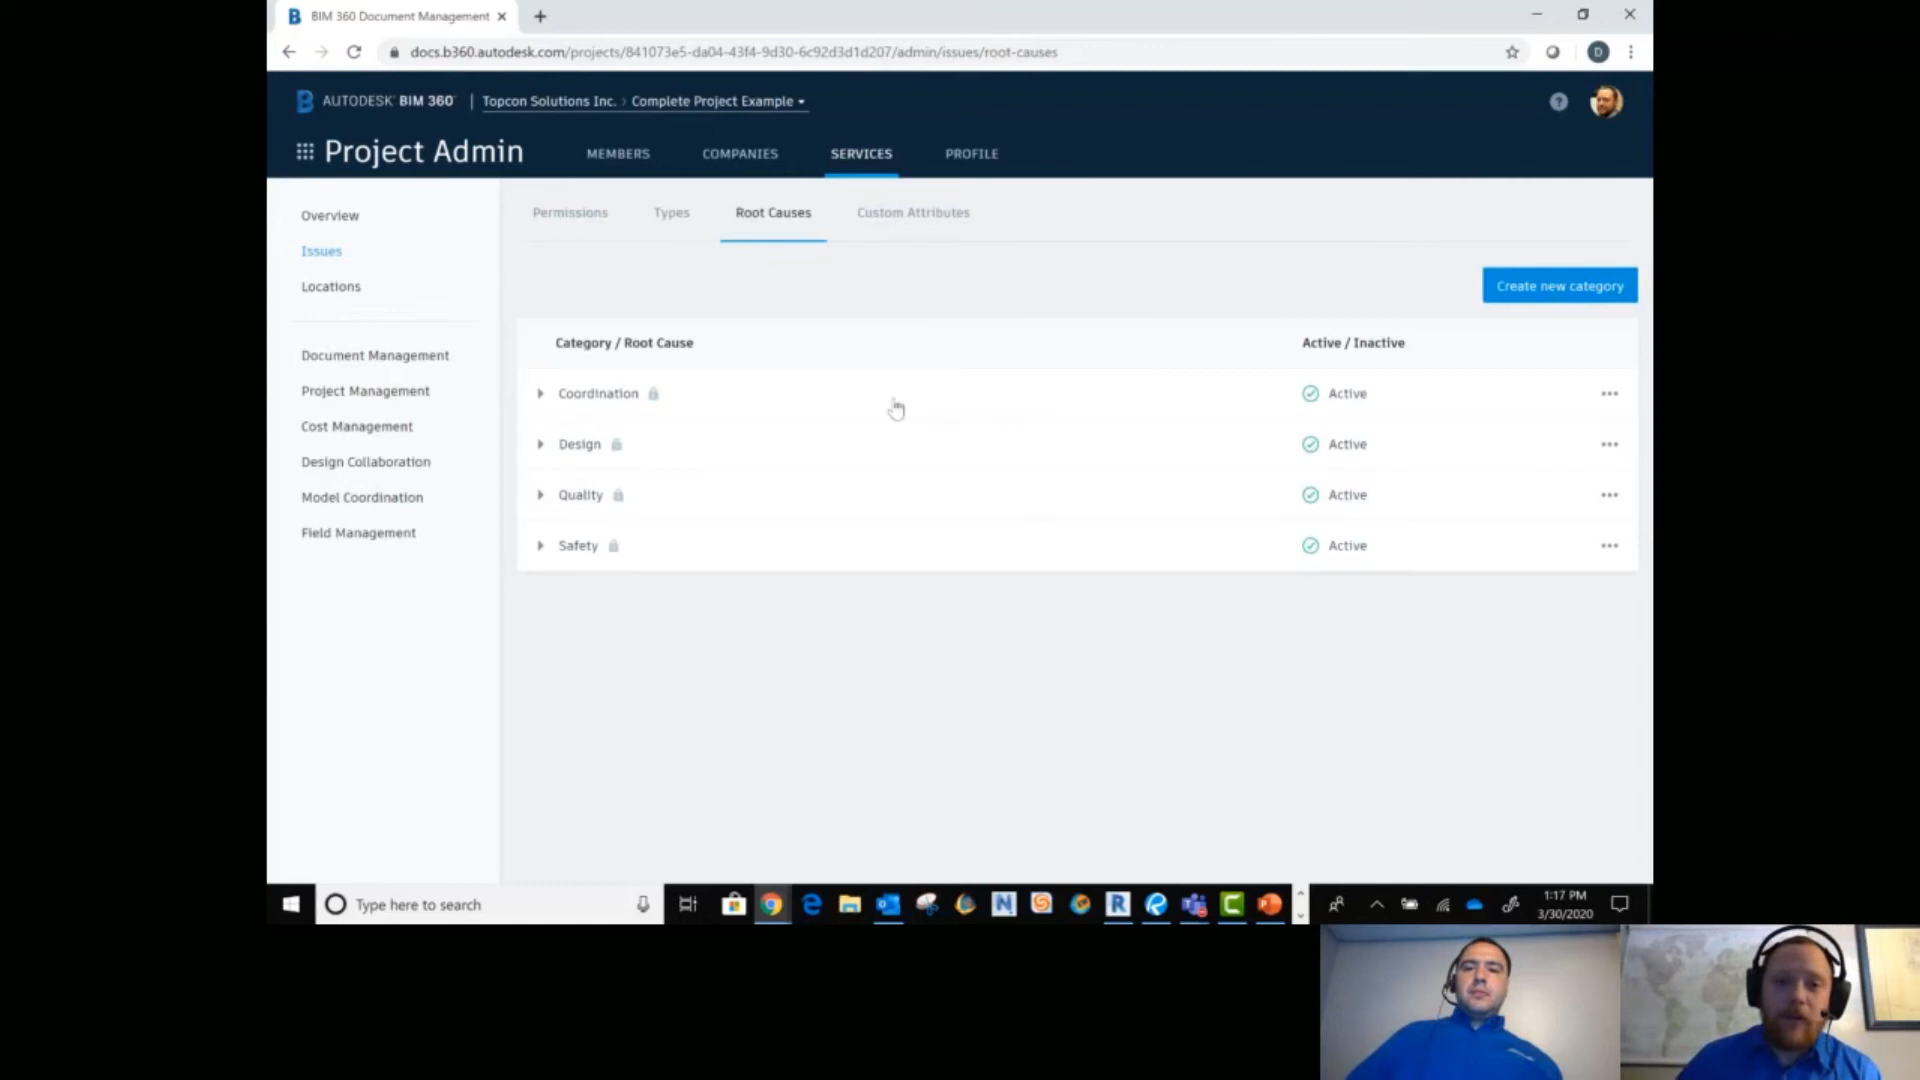 BIM 360 Document Management
docs.b360.autodesk.com/projects/841073e5-da04-43f4-9d30-6c92d3d1d207/admin/issues/root-causes
D
AUTODESK® BIM 360™ | Topcon Solutions Inc. › Complete Project Example
Project Admin
MEMBERS
COMPANIES
SERVICES
PROFILE
Overview
Issues
Locations
Document Management
Project Management
Cost Management
Design Collaboration
Model Coordination
Field Management
Permissions
Types
Root Causes
Custom Attributes
Create new category
Category / Root Cause
Active / Inactive
Coordination
Active
Design
Active
Quality
Active
Safety
Active
Type here to search
1:17 PM
3/30/2020